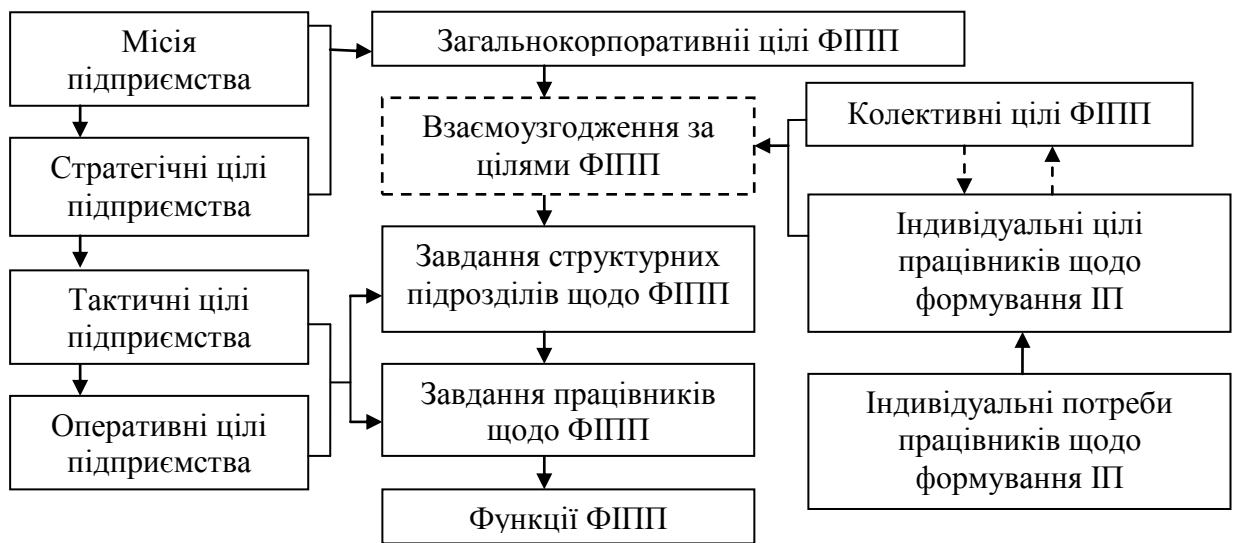 Місія
підприємства
Стратегічні цілі
підприємства
Тактичні цілі
підприємства
Оперативні цілі
підприємства
Загальнокорпоративніі цілі ФІПП
Взаємоузгодження за
цілями ФІПП
Завдання структурних
підрозділів щодо ФІПП
Завдання працівників
щодо ФІПП
Функції ФІПП
Колективні цілі ФІПП
Індивідуальні цілі
працівників щодо
формування ІП
Індивідуальні потреби
працівників щодо
формування ІП